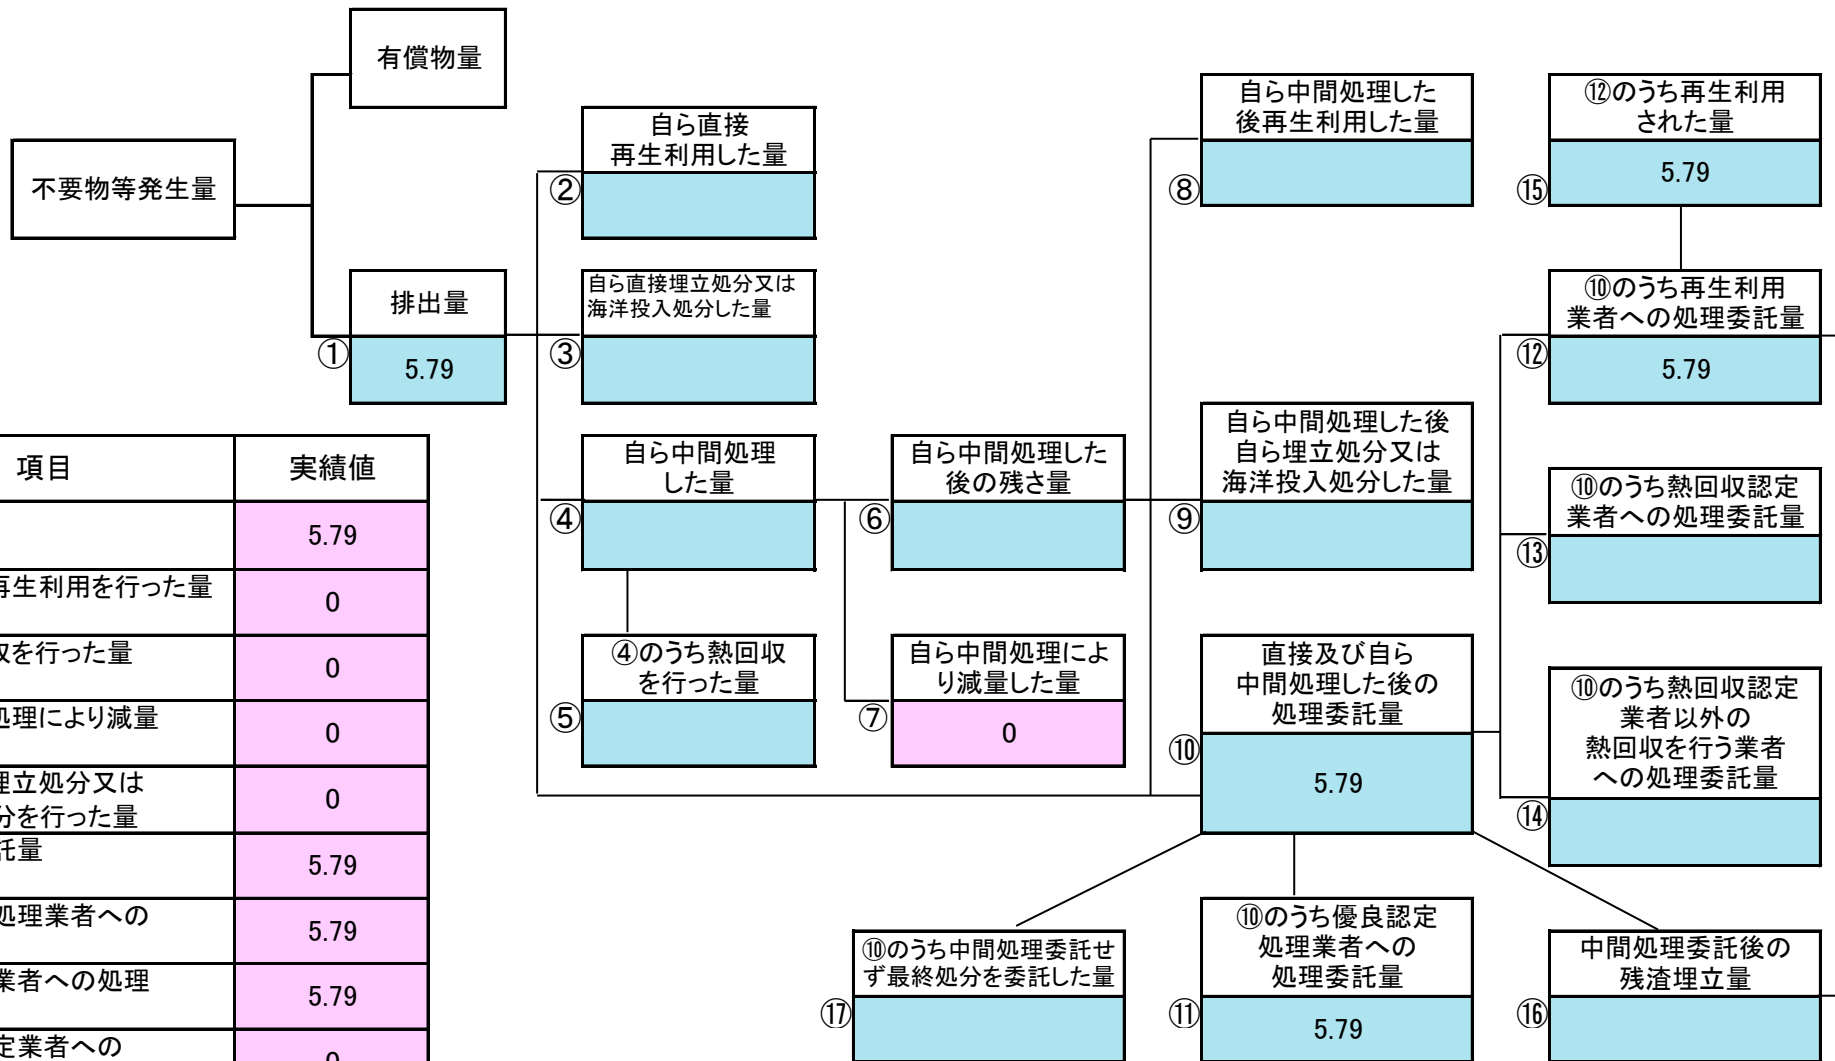 有償物量
不要物等発生量
排出量
①
5.79
自ら直接
再生利用した量
②
自ら直接埋立処分又は
海洋投入処分した量
③
自ら中間処理
した量
④
④のうち熱回収
を行った量
⑤
自ら中間処理した
後の残さ量
⑥
自ら中間処理によ
り減量した量
⑦
0
自ら中間処理した
後再生利用した量
⑧
自ら中間処理した後
自ら埋立処分又は
海洋投入処分した量
⑨
直接及び自ら
中間処理した後の
処理委託量
⑩
5.79
⑩のうち優良認定
処理業者への
処理委託量
⑪
5.79
⑫のうち再生利用
された量
⑮
5.79
⑩のうち再生利用
業者への処理委託量
⑫
5.79
⑩のうち熱回収認定
業者への処理委託量
⑬
⑩のうち熱回収認定
業者以外の
熱回収を行う業者
への処理委託量
⑭
⑩のうち中間処理委託せ
ず最終処分を委託した量
⑰
中間処理委託後の
残渣埋立量
⑯
項目 実績値
5.79
再生利用を行った量 0
を行った量 0
処理により減量 0
埋立処分又は
分を行った量 0
託量 5.79
処理業者への 5.79
業者への処理 5.79
定業者への 0